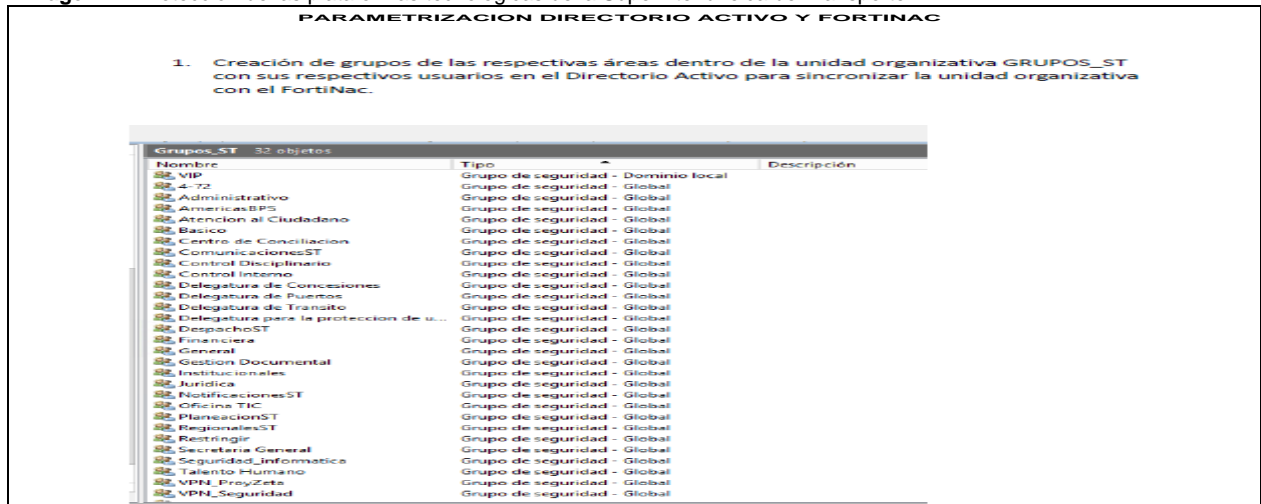 PARAMETRIZACION DIRECTORIO ACTIVO Y FORTINAC
1. Creación de grupos de las respectivas áreas dentro de la unidad organizativa GRUPOS_ST
con sus respectivos usuarios en el Directorio Activo para sincronizar la unidad organizativa
con el FortiNac.
Grupos_ST 32 objetos
Nombre Tipo Descripción
VIP Grupo de seguridad - Dominio local
4-72 Grupo de seguridad - Global
Administrativo Grupo de seguridad - Global
AmericasBPS Grupo de seguridad - Global
Atencion al Ciudadano Grupo de seguridad - Global
Basico Grupo de seguridad - Global
Centro de Conciliacion Grupo de seguridad - Global
ComunicacionesST Grupo de seguridad - Global
Control Disciplinario Grupo de seguridad - Global
Control Interno Grupo de seguridad - Global
Delegatura de Concesiones Grupo de seguridad - Global
Delegatura de Puertos Grupo de seguridad - Global
Delegatura de Transito Grupo de seguridad - Global
Delegatura para la proteccion de u... Grupo de seguridad - Global
DespachoST Grupo de seguridad - Global
Financiera Grupo de seguridad - Global
General Grupo de seguridad - Global
Gestion Documental Grupo de seguridad - Global
Institucionales Grupo de seguridad - Global
Juridica Grupo de seguridad - Global
NotificacionesST Grupo de seguridad - Global
Oficina TIC Grupo de seguridad - Global
PlaneacionST Grupo de seguridad - Global
RegionalesST Grupo de seguridad - Global
Restringir Grupo de seguridad - Global
Secretaria General Grupo de seguridad - Global
Seguridad_informatica Grupo de seguridad - Global
Talento Humano Grupo de seguridad - Global
VPN_ProyZeta Grupo de seguridad - Global
VPN_Seguridad Grupo de seguridad - Global